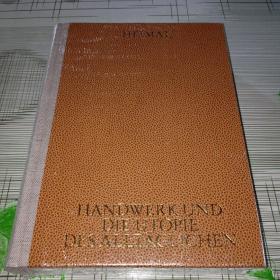 HEIMAT
HANDWERK UND
DIE UTOPIE
DES ALLTÄGLICHEN